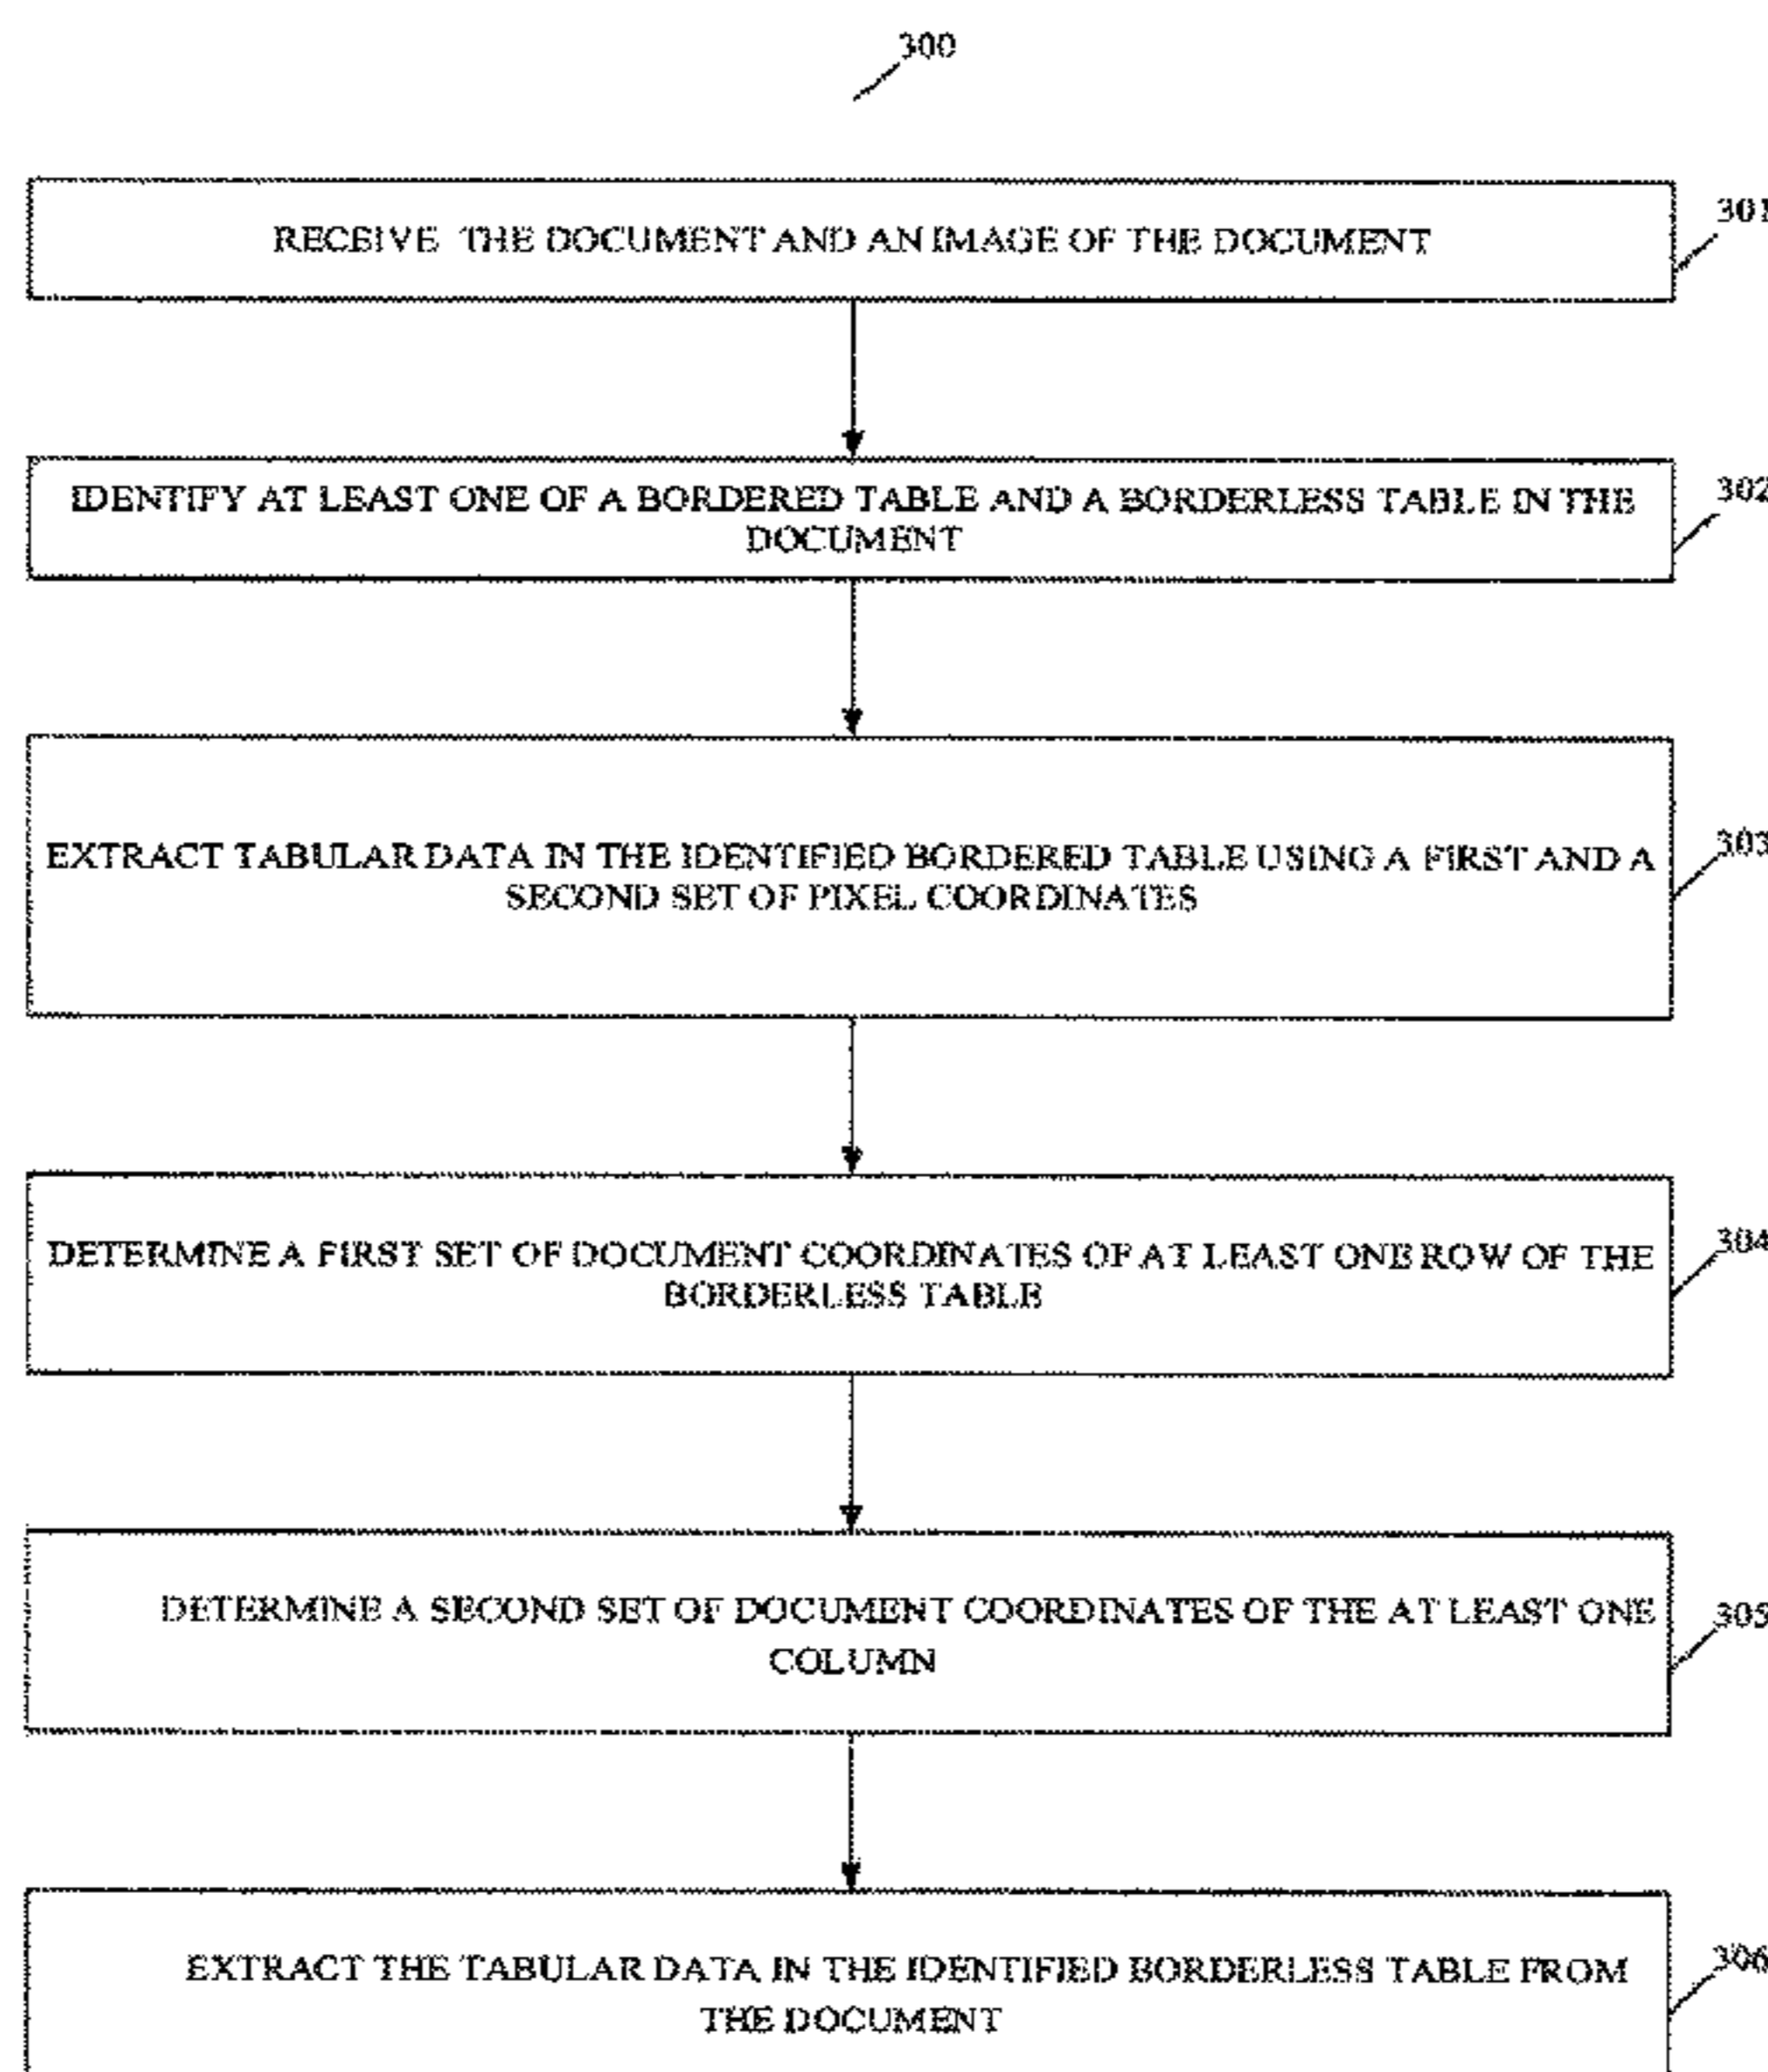 300
RECEIVE THE DOCUMENT AND AN IMAGE OF THE DOCUMENT
301
IDENTIFY AT LEAST ONE OF A BORDERED TABLE AND A BORDERLESS TABLE IN THE
DOCUMENT
302
EXTRACT TABULAR DATA IN THE IDENTIFIED BORDERED TABLE USING A FIRST AND A
SECOND SET OF PIXEL COORDINATES
303
DETERMINE A FIRST SET OF DOCUMENT COORDINATES OF AT LEAST ONE ROW OF THE
BORDERLESS TABLE
304
DETERMINE A SECOND SET OF DOCUMENT COORDINATES OF THE AT LEAST ONE
COLUMN
305
EXTRACT THE TABULAR DATA IN THE IDENTIFIED BORDERLESS TABLE FROM
THE DOCUMENT
306